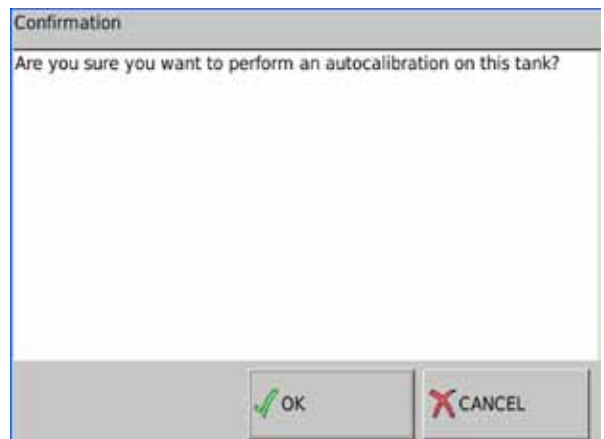 Confirmation
Are you sure you want to perform an autocalibration on this tank?
OK
CANCEL